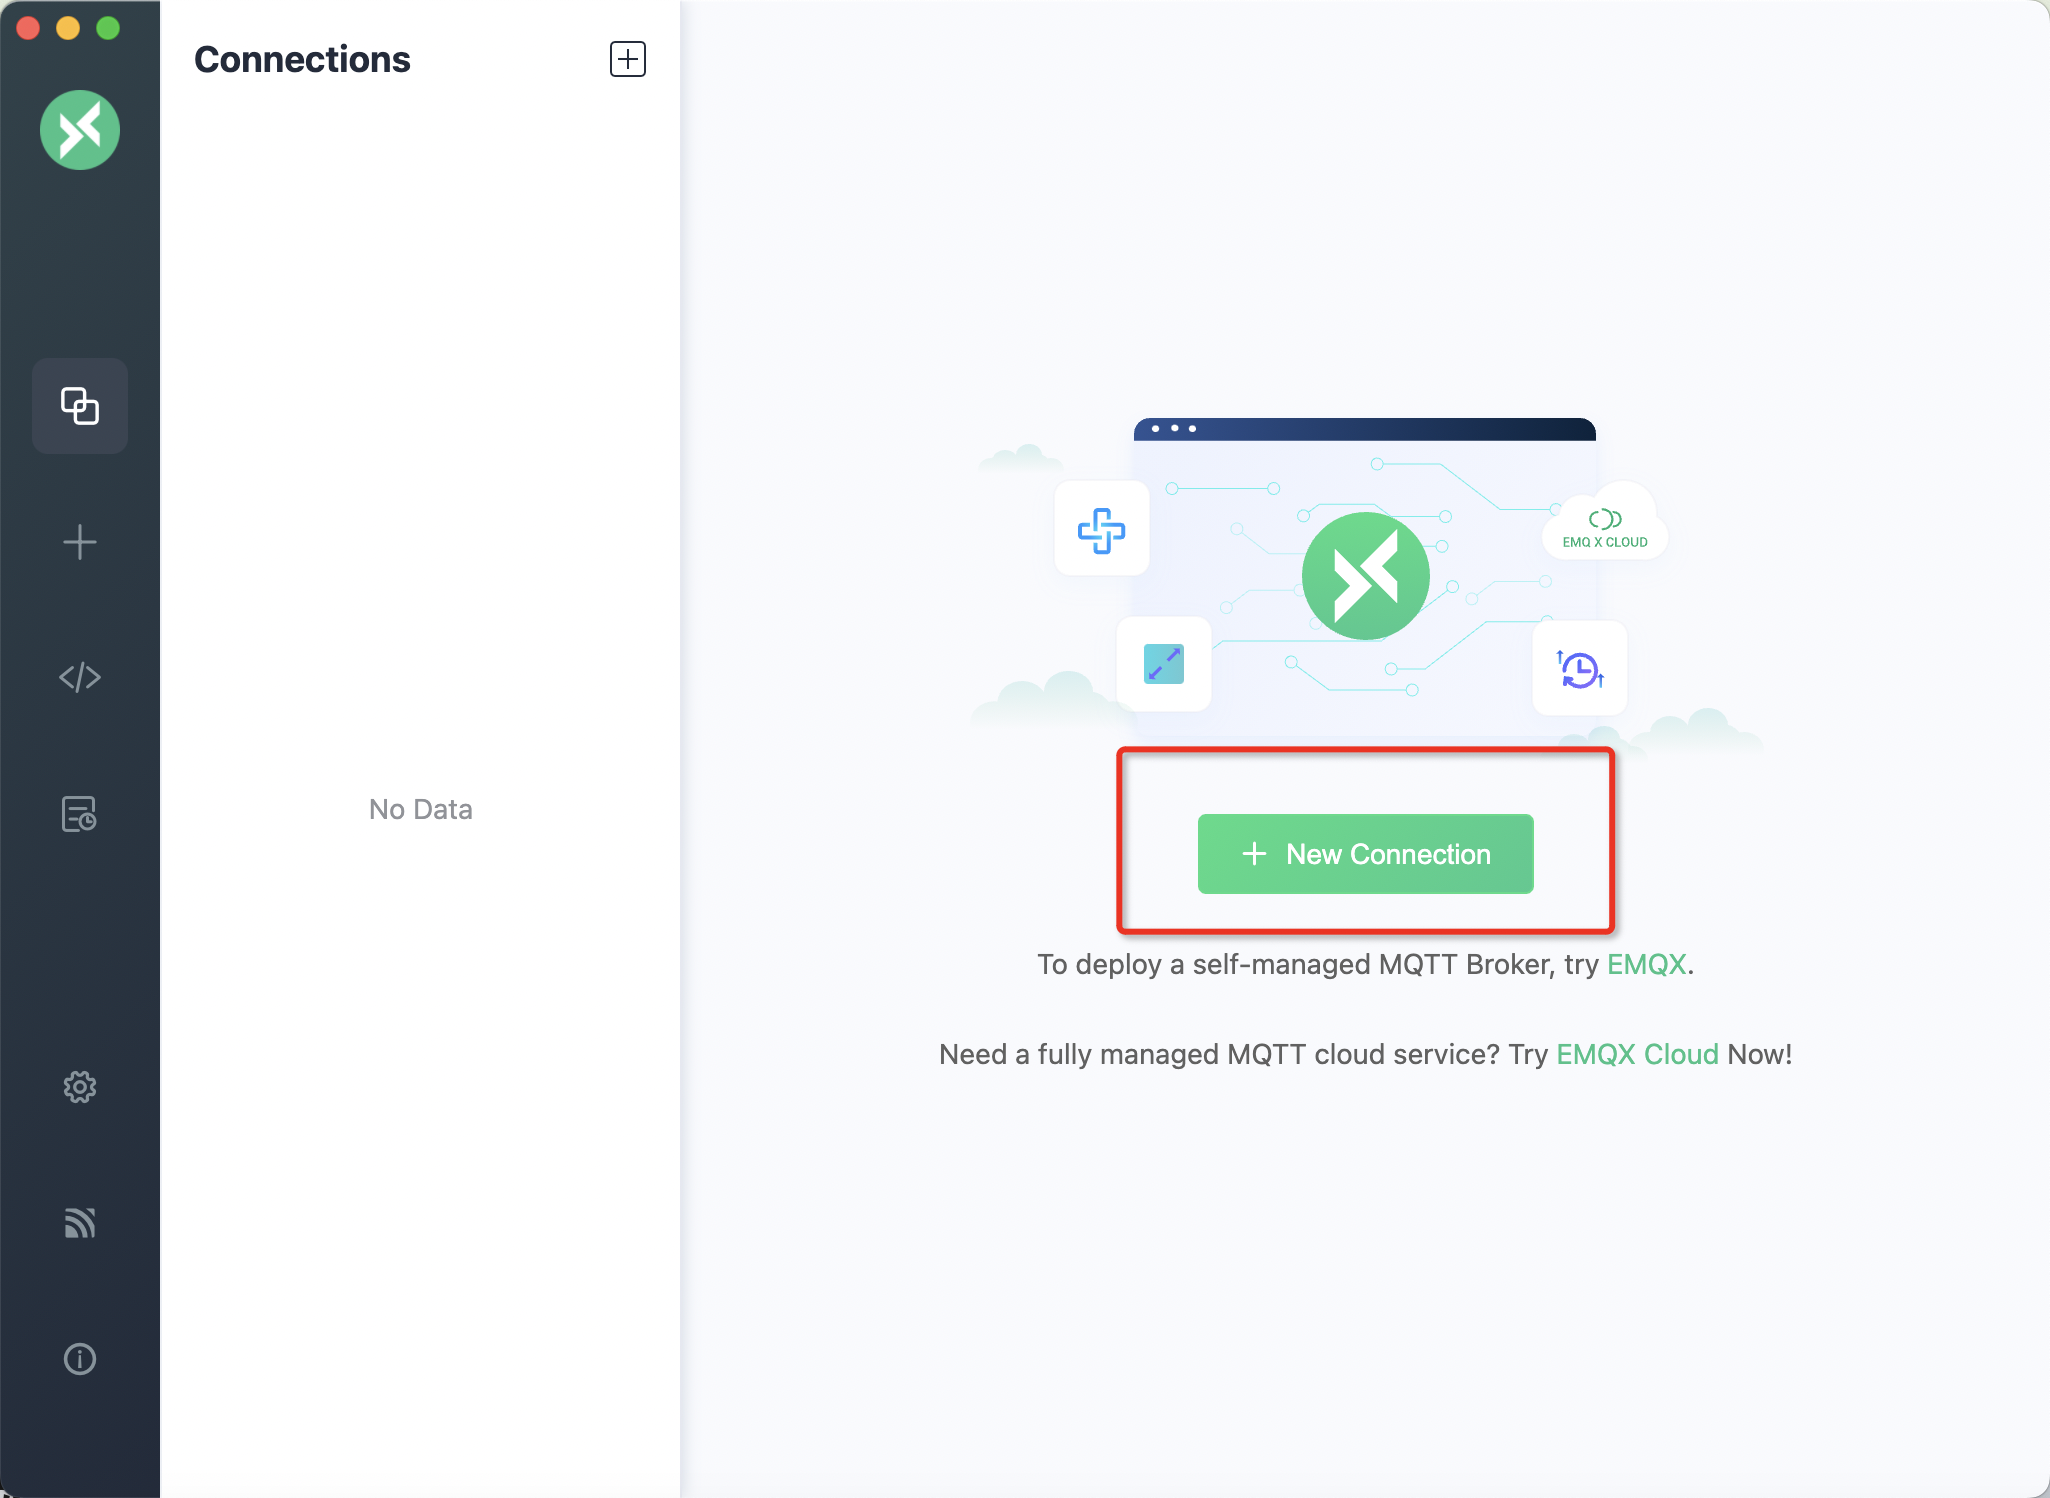 Connections
No Data
EMQ X CLOUD
New Connection
To deploy a self-managed MQTT Broker, try EMQX.
Need a fully managed MQTT cloud service? Try EMQX Cloud Now!